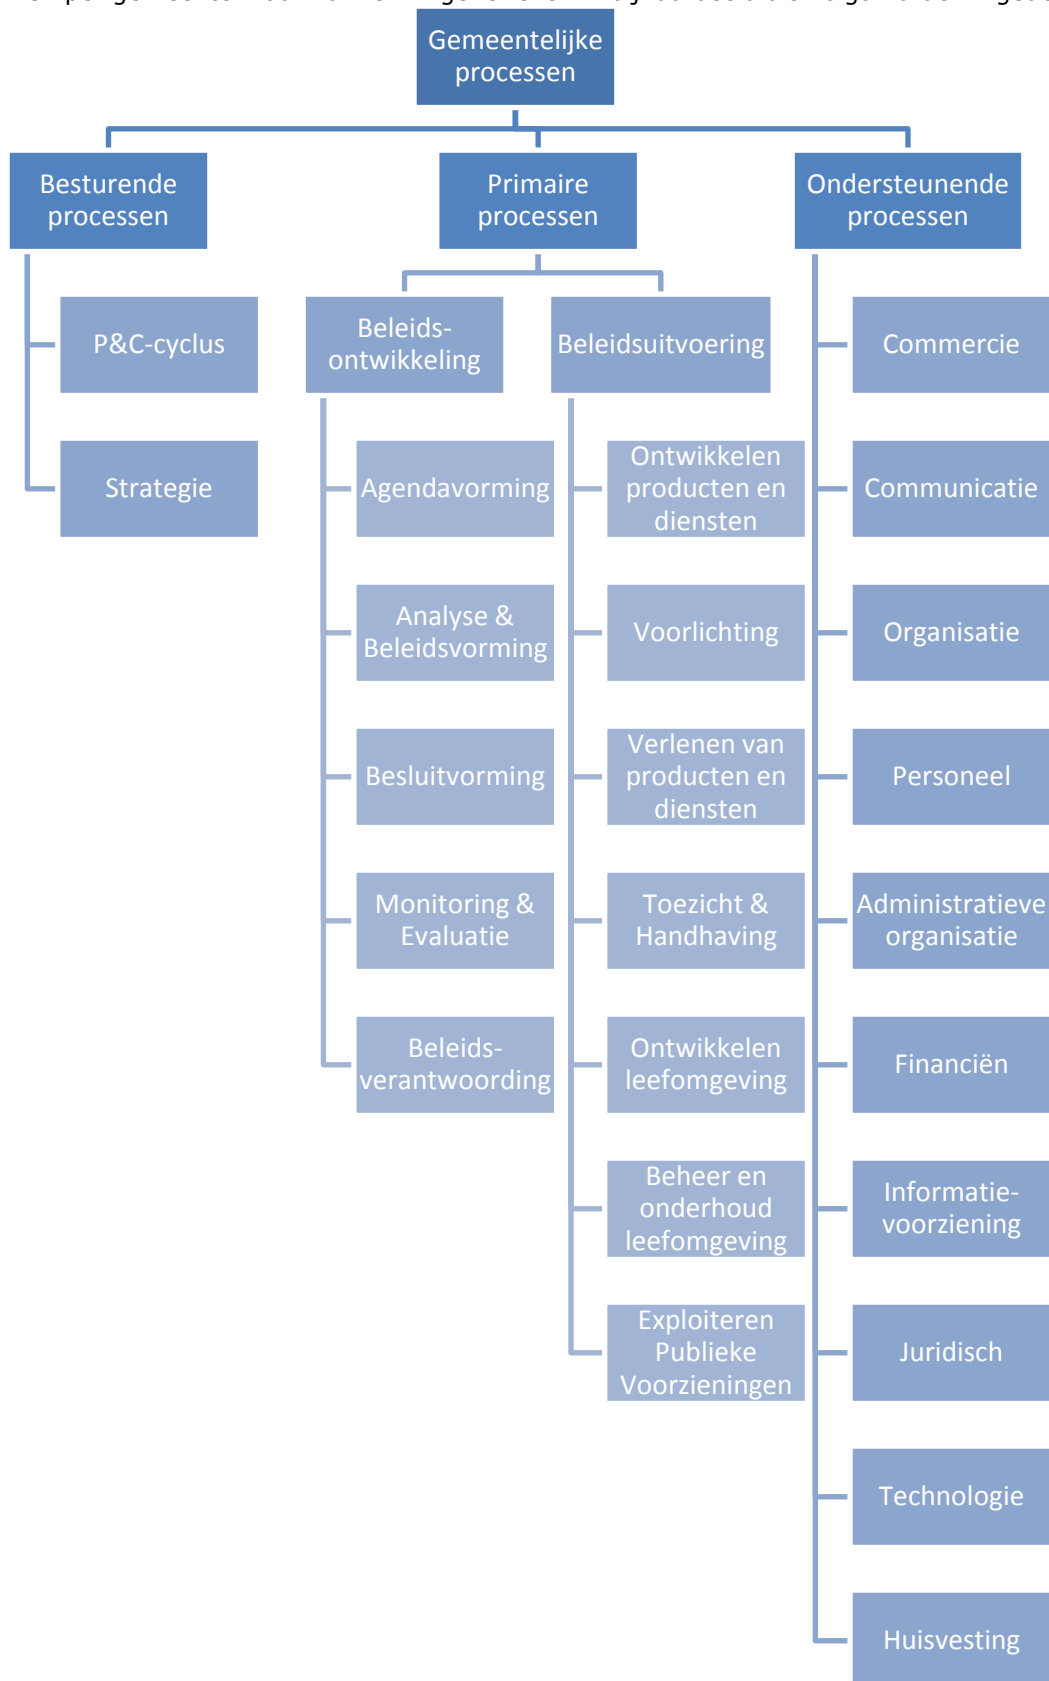 Gemeentelijke
processen
Besturende
processen
Primaire
processen
Ondersteunende
processen
P&C-cyclus
Strategie
Beleids-
ontwikkeling
Agendavorming
Analyse &
Beleidsvorming
Besluitvorming
Monitoring &
Evaluatie
Beleids-
verantwoording
Beleidsuitvoering
Ontwikkelen
producten en
diensten
Voorlichting
Verlenen van
producten en
diensten
Toezicht &
Handhaving
Ontwikkelen
leefomgeving
Beheer en
onderhoud
leefomgeving
Exploiteren
Publieke
Voorzieningen
Commercie
Communicatie
Organisatie
Personeel
Administratieve
organisatie
Financiën
Informatie-
voorziening
Juridisch
Technologie
Huisvesting